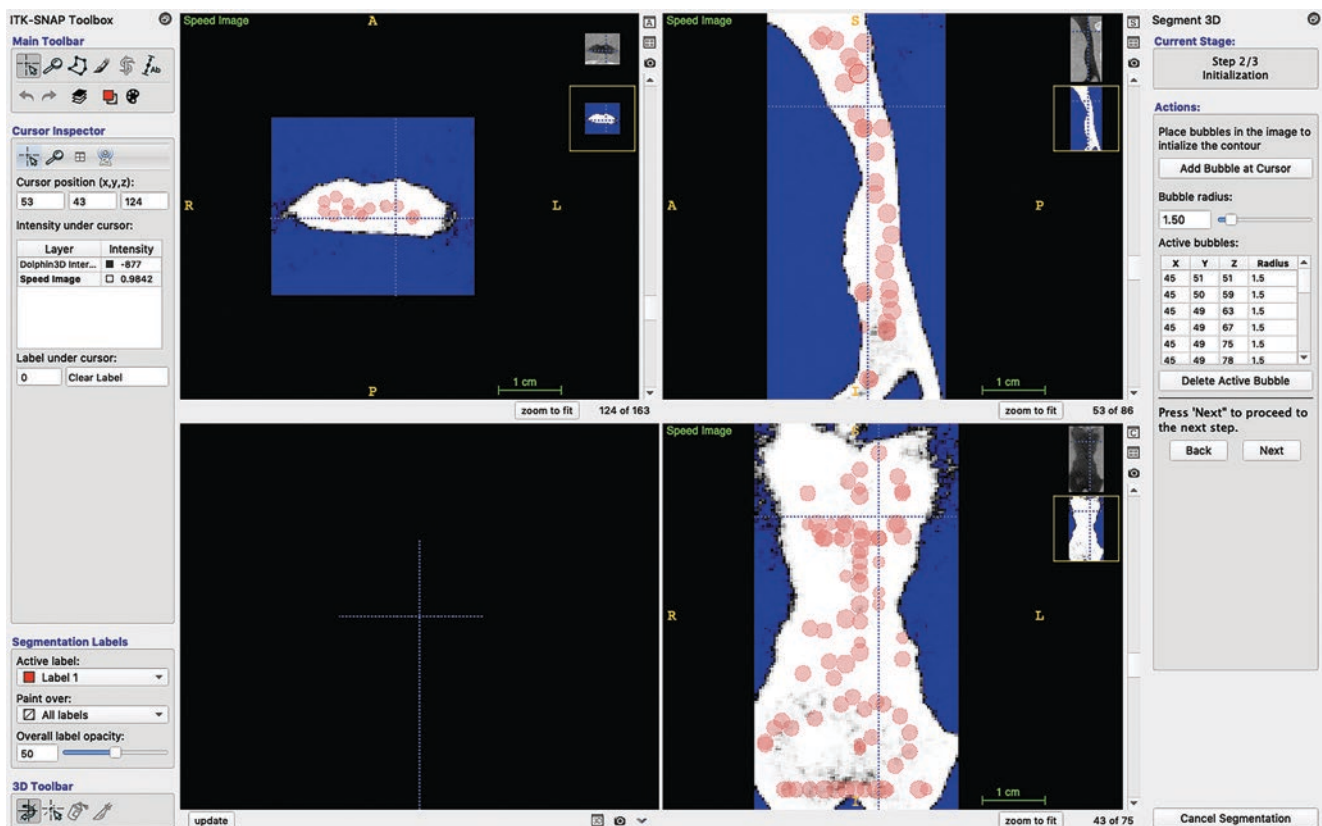 ITK-SNAP Toolbox
Main Toolbar
Cursor Inspector
Cursor position (x,y,z):
53 43 124
Intensity under cursor:
Layer Intensity
Dolphin3D Inter... -877
Speed Image 0.9842
Label under cursor:
0 Clear Label
Segmentation Labels
Active label:
Label 1
Paint over:
All labels
Overall label opacity:
50
3D Toolbar
Speed Image
A
R
L
P
1 cm
zoom to fit 124 of 163
A
Speed Image
S
A
P
I
1 cm
zoom to fit 53 of 86
S
update
3D
Speed Image
S
R
L
I
1 cm
zoom to fit 43 of 75
C
Segment 3D
Current Stage:
Step 2/3
Initialization
Actions:
Place bubbles in the image to
intialize the contour
Add Bubble at Cursor
Bubble radius:
1.50
Active bubbles:
X Y Z Radius
45 51 51 1.5
45 50 59 1.5
45 49 63 1.5
45 49 67 1.5
45 49 75 1.5
45 49 78 1.5
Delete Active Bubble
Press 'Next" to proceed to
the next step.
Back Next
Cancel Segmentation